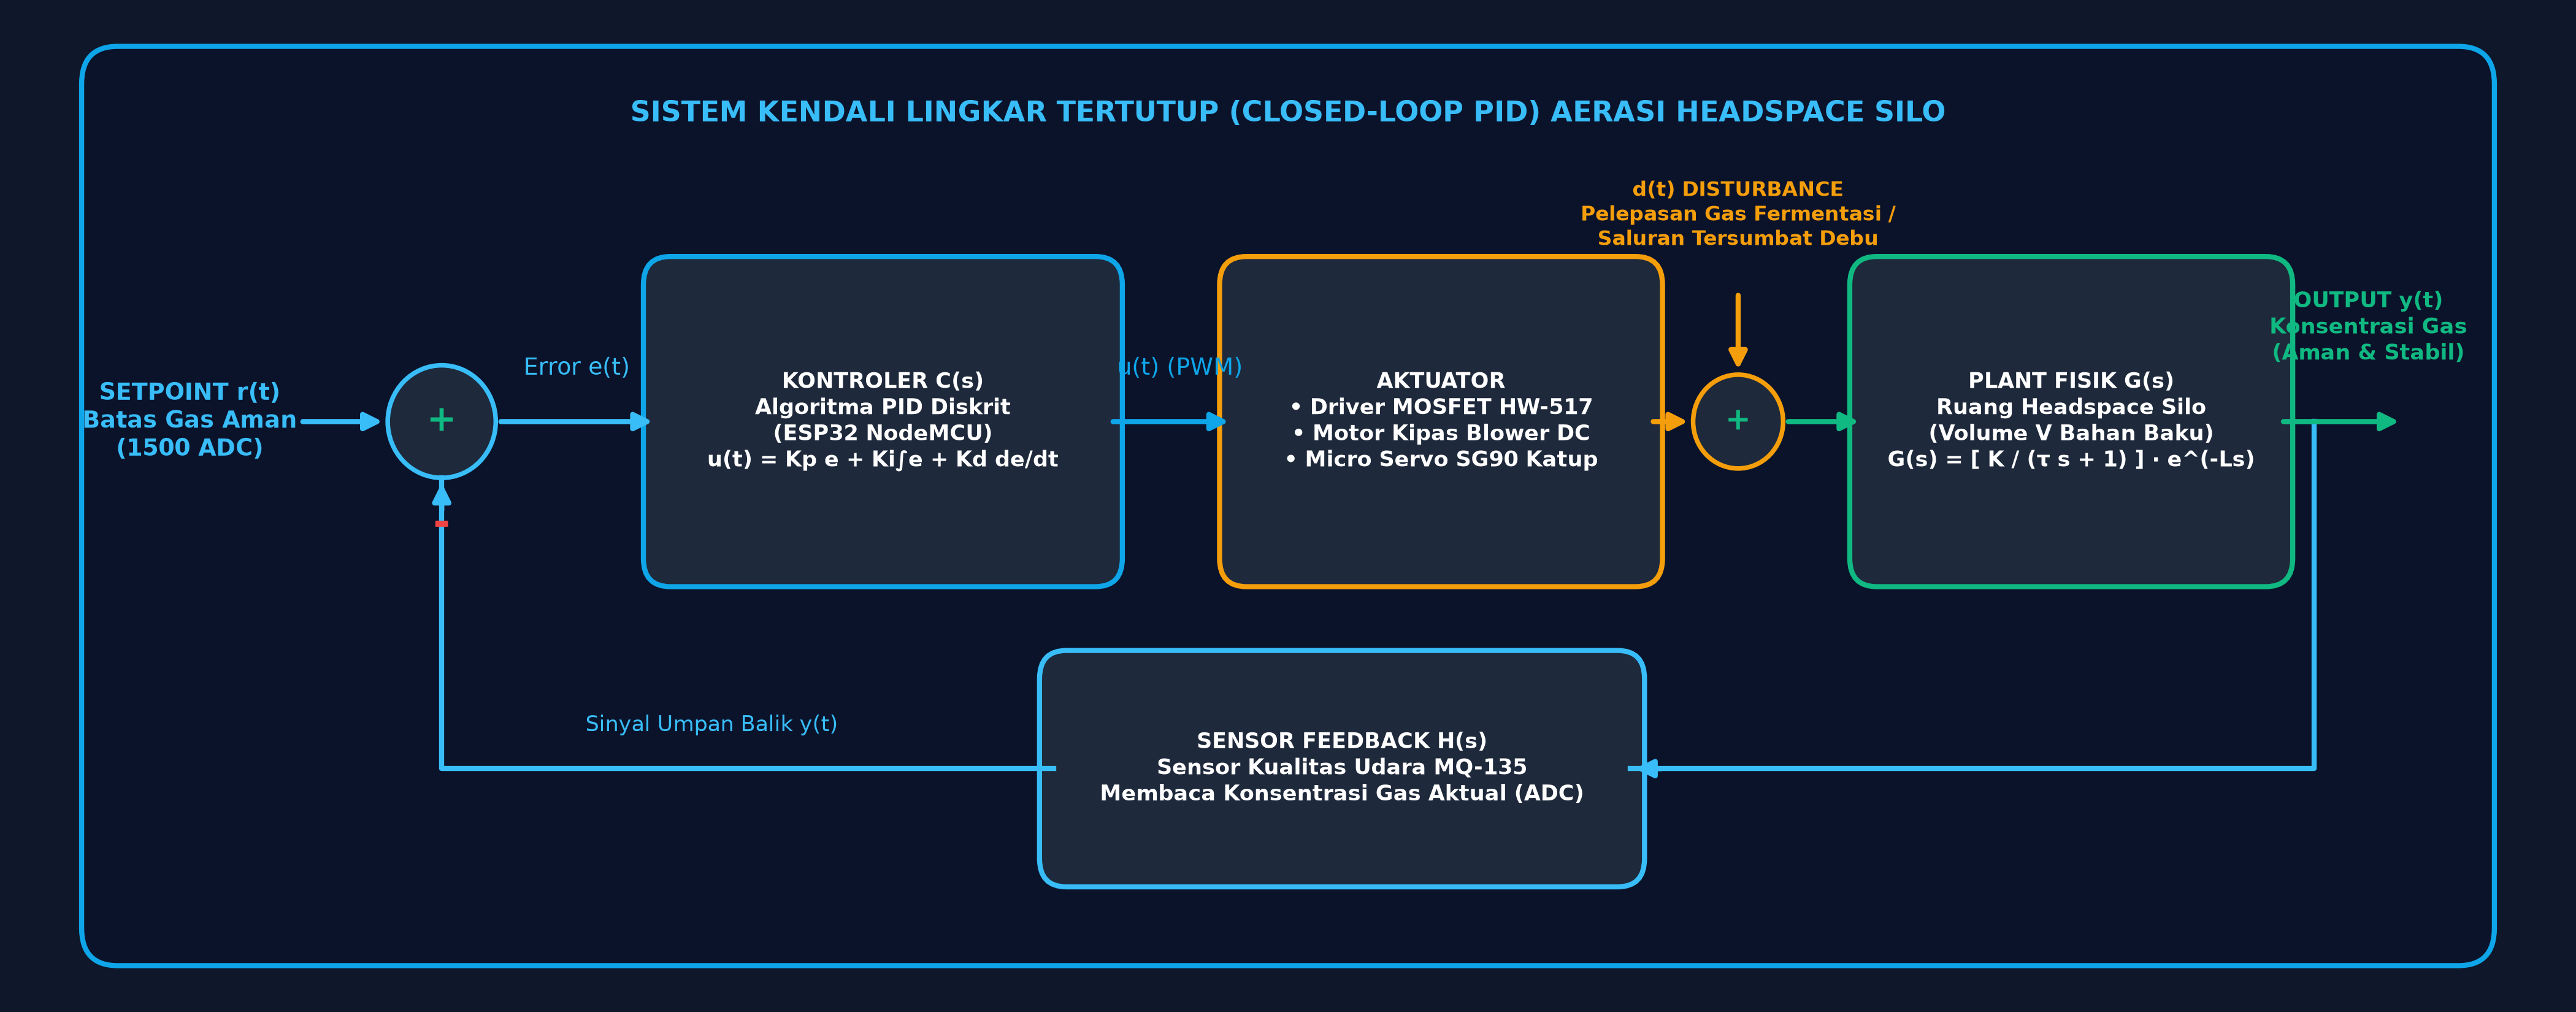 SISTEM KENDALI LINGKAR TERTUTUP (CLOSED-LOOP PID) AERASI HEADSPACE SILO
d(t) DISTURBANCE
Pelepasan Gas Fermentasi /
Saluran Tersumbat Debu
SETPOINT r(t)
Batas Gas Aman
(1500 ADC)
+
-
Error e(t)
KONTROLER C(s)
Algoritma PID Diskrit
(ESP32 NodeMCU)
u(t) = Kp e + Ki∫e + Kd de/dt
u(t) (PWM)
AKTUATOR
• Driver MOSFET HW-517
• Motor Kipas Blower DC
• Micro Servo SG90 Katup
+
PLANT FISIK G(s)
Ruang Headspace Silo
(Volume V Bahan Baku)
G(s) = [ K / (τ s + 1) ] · e^(-Ls)
OUTPUT y(t)
Konsentrasi Gas
(Aman & Stabil)
Sinyal Umpan Balik y(t)
SENSOR FEEDBACK H(s)
Sensor Kualitas Udara MQ-135
Membaca Konsentrasi Gas Aktual (ADC)